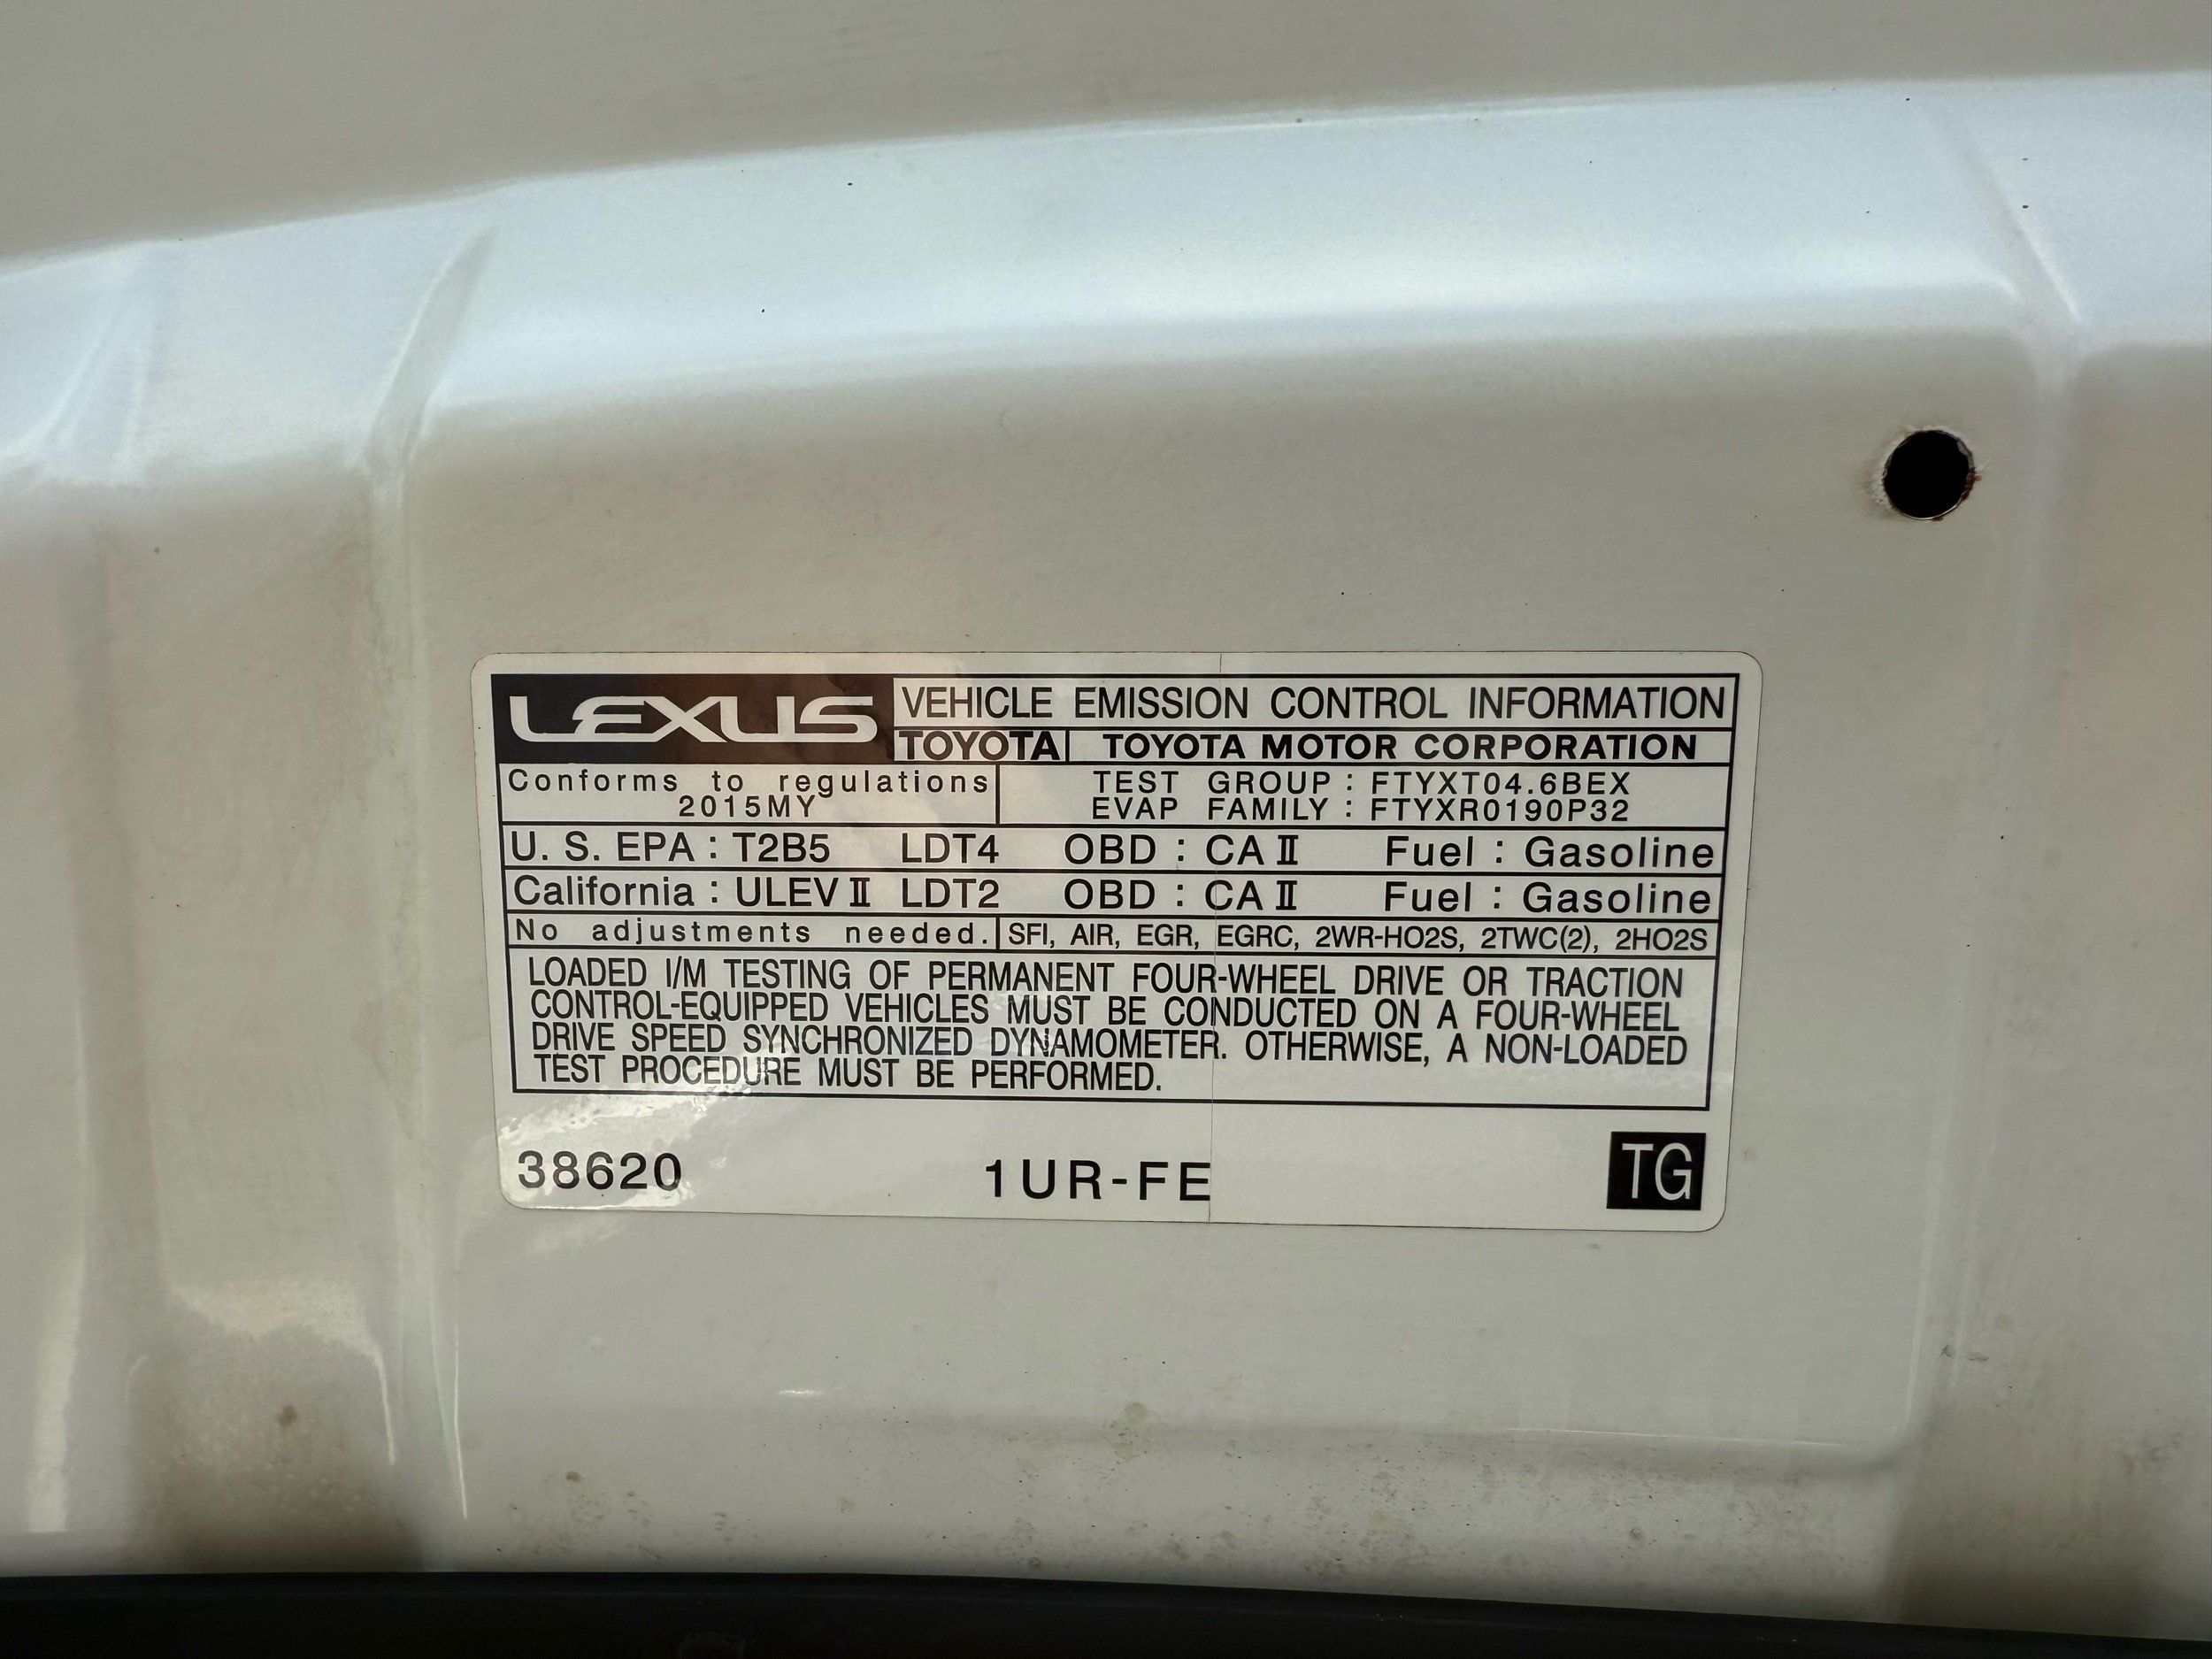 LEXUS VEHICLE EMISSION CONTROL INFORMATION
TOYOTA TOYOTA MOTOR CORPORATION
Conforms to regulations
2015MY
TEST GROUP : FTYXT04.6BEX
EVAP FAMILY : FTYXR0190P32
U. S. EPA : T2B5 LDT4 OBD : CA II Fuel : Gasoline
California : ULEV II LDT2 OBD : CA II Fuel : Gasoline
No adjustments needed. SFI, AIR, EGR, EGRC, 2WR-HO2S, 2TWC(2), 2HO2S
LOADED I/M TESTING OF PERMANENT FOUR-WHEEL DRIVE OR TRACTION
CONTROL-EQUIPPED VEHICLES MUST BE CONDUCTED ON A FOUR-WHEEL
DRIVE SPEED SYNCHRONIZED DYNAMOMETER. OTHERWISE, A NON-LOADED
TEST PROCEDURE MUST BE PERFORMED.
38620 1UR-FE TG